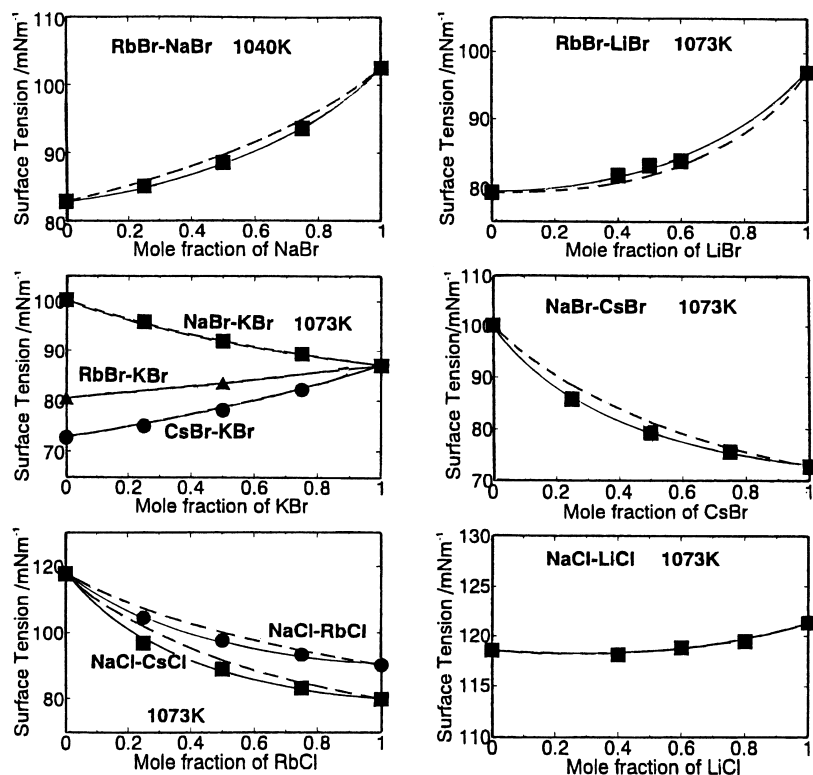 RbBr-NaBr 1040K
Surface Tension /mNm⁻¹
100
90
80
0 0.2 0.4 0.6 0.8 1
Mole fraction of NaBr
RbBr-LiBr 1073K
Surface Tension /mNm⁻¹
100
90
80
0 0.2 0.4 0.6 0.8 1
Mole fraction of LiBr
NaBr-KBr 1073K
RbBr-KBr
CsBr-KBr
Surface Tension /mNm⁻¹
100
90
80
70
0 0.2 0.4 0.6 0.8 1
Mole fraction of KBr
NaBr-CsBr 1073K
Surface Tension/mNm⁻¹
110
100
90
80
70
0 0.2 0.4 0.6 0.8 1
Mole fraction of CsBr
NaCl-RbCl
NaCl-CsCl
1073K
Surface Tension /mNm⁻¹
120
100
80
0 0.2 0.4 0.6 0.8 1
Mole fraction of RbCl
NaCl-LiCl 1073K
Surface Tension /mNm⁻¹
130
125
120
115
110
0 0.2 0.4 0.6 0.8 1
Mole fraction of LiCl